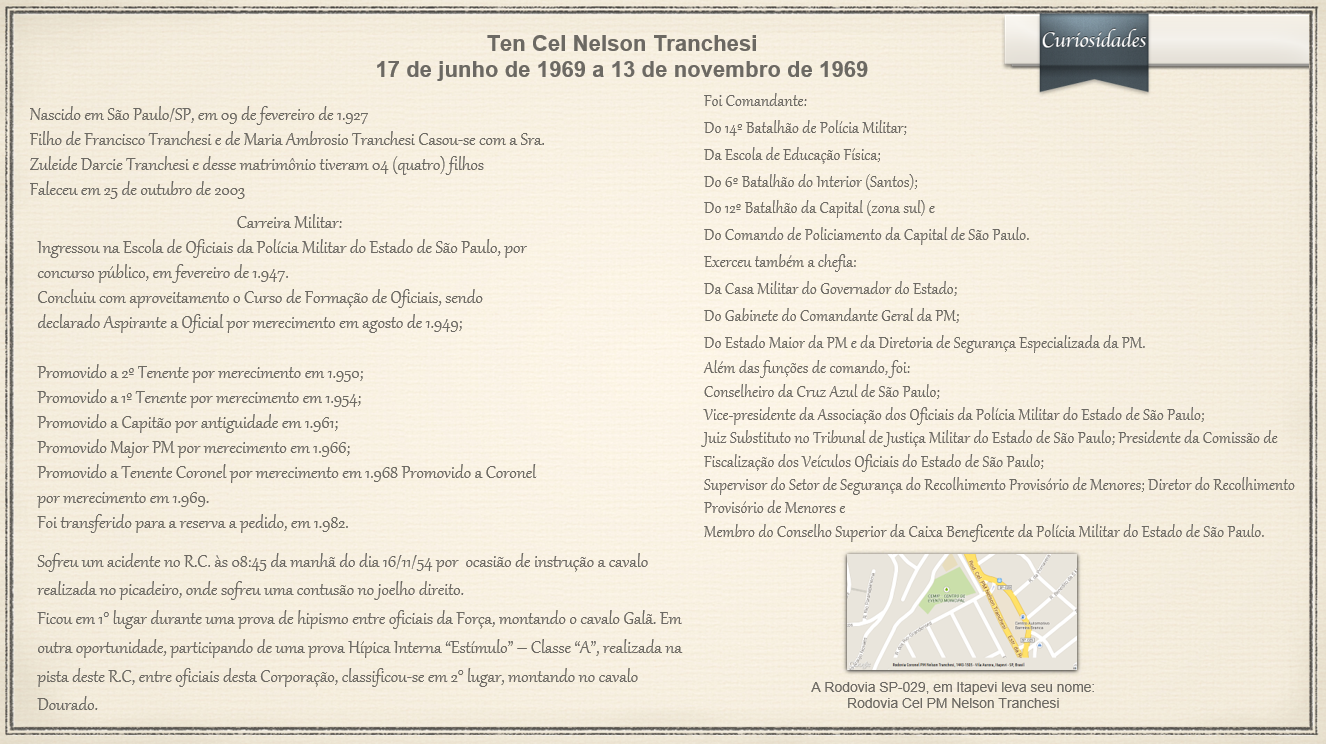 Curiosidades
Ten Cel Nelson Tranchesi
17 de junho de 1969 a 13 de novembro de 1969
Nascido em São Paulo/SP, em 09 de fevereiro de 1.927
Filho de Francisco Tranchesi e de Maria Ambrosio Tranchesi Casou-se com a Sra.
Zuleide Darcie Tranchesi e desse matrimônio tiveram 04 (quatro) filhos
Faleceu em 25 de outubro de 2003
Carreira Militar:
Ingressou na Escola de Oficiais da Polícia Militar do Estado de São Paulo, por
concurso público, em fevereiro de 1.947.
Concluiu com aproveitamento o Curso de Formação de Oficiais, sendo
declarado Aspirante a Oficial por merecimento em agosto de 1.949;
Promovido a 2º Tenente por merecimento em 1.950;
Promovido a 1º Tenente por merecimento em 1.954;
Promovido a Capitão por antiguidade em 1.961;
Promovido Major PM por merecimento em 1.966;
Promovido a Tenente Coronel por merecimento em 1.968 Promovido a Coronel
por merecimento em 1.969.
Foi transferido para a reserva a pedido, em 1.982.
Sofreu um acidente no R.C. às 08:45 da manhã do dia 16/11/54 por ocasião de instrução a cavalo
realizada no picadeiro, onde sofreu uma contusão no joelho direito.
Ficou em 1° lugar durante uma prova de hipismo entre oficiais da Força, montando o cavalo Galã. Em
outra oportunidade, participando de uma prova Hípica Interna “Estímulo” – Classe “A”, realizada na
pista deste R.C, entre oficiais desta Corporação, classificou-se em 2° lugar, montando no cavalo
Dourado.
Foi Comandante:
Do 14º Batalhão de Polícia Militar;
Da Escola de Educação Física;
Do 6º Batalhão do Interior (Santos);
Do 12º Batalhão da Capital (zona sul) e
Do Comando de Policiamento da Capital de São Paulo.
Exerceu também a chefia:
Da Casa Militar do Governador do Estado;
Do Gabinete do Comandante Geral da PM;
Do Estado Maior da PM e da Diretoria de Segurança Especializada da PM.
Além das funções de comando, foi:
Conselheiro da Cruz Azul de São Paulo;
Vice-presidente da Associação dos Oficiais da Polícia Militar do Estado de São Paulo;
Juiz Substituto no Tribunal de Justiça Militar do Estado de São Paulo; Presidente da Comissão de
Fiscalização dos Veículos Oficiais do Estado de São Paulo;
Supervisor do Setor de Segurança do Recolhimento Provisório de Menores; Diretor do Recolhimento
Provisório de Menores e
Membro do Conselho Superior da Caixa Beneficente da Polícia Militar do Estado de São Paulo.
Rod. Cel. PM Nelson Tranchesi
A Rodovia SP-029, em Itapevi leva seu nome:
Rodovia Cel PM Nelson Tranchesi